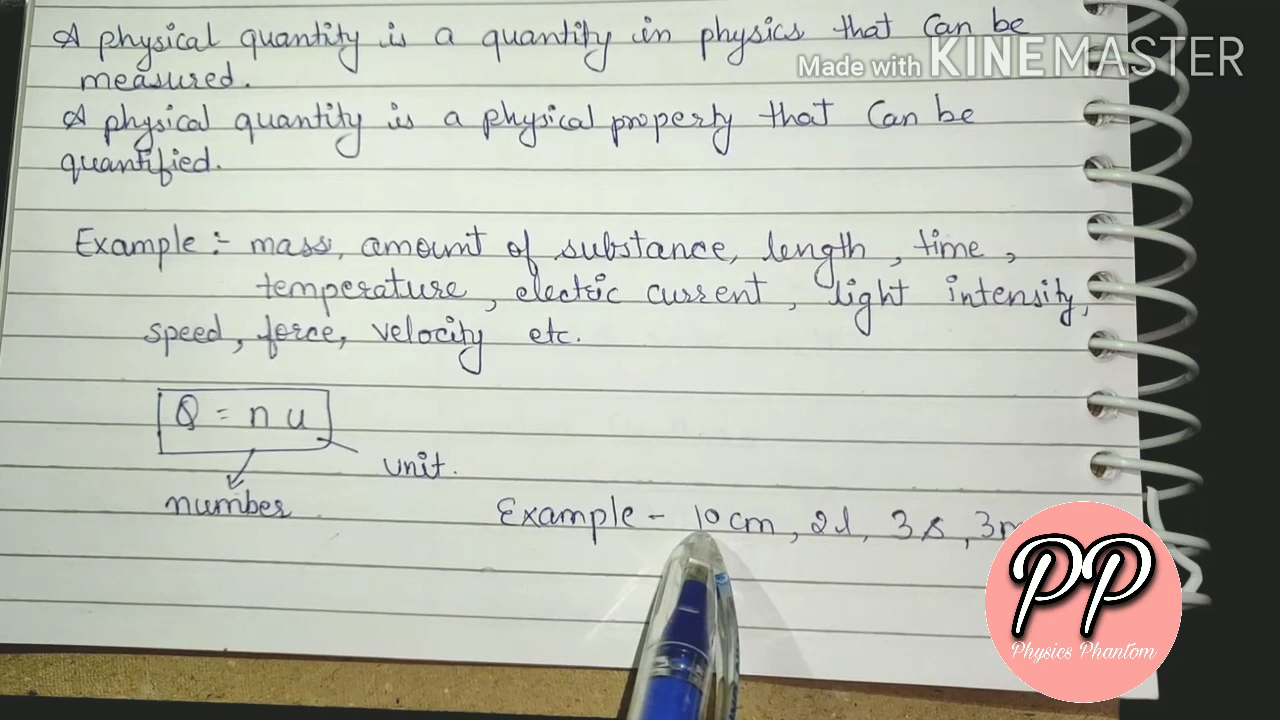 A physical quantity is a quantity in physics that can be
measured.
A physical quantity is a physical property that can be
quantified.
Example :- mass, amount of substance, length, time,
temperature, electric current, light intensity,
speed, force, velocity etc.
Q = n u
unit.
number
Example - 10 cm, 2l, 3s, 3m
Made with KINEMASTER
PP
Physics Phantom